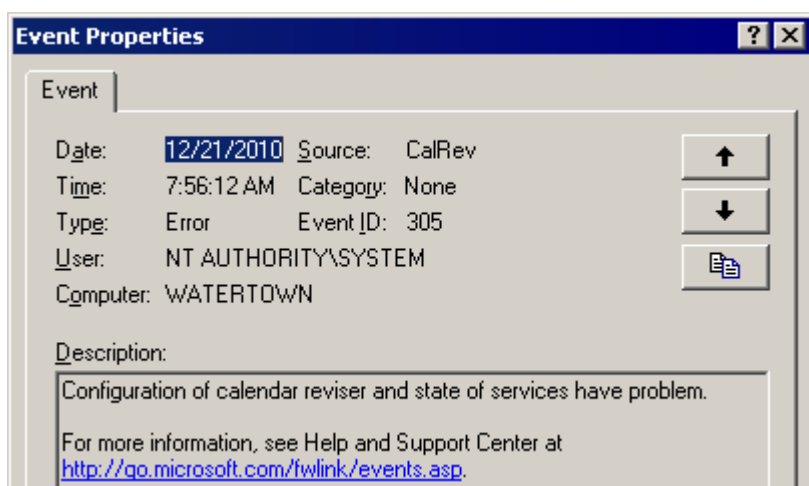 Event Properties
Event
Date: 12/21/2010 Source: CalRev
Time: 7:56:12 AM Category: None
Type: Error Event ID: 305
User: NT AUTHORITY\SYSTEM
Computer: WATERTOWN
Description:
Configuration of calendar reviser and state of services have problem.
For more information, see Help and Support Center at
http://go.microsoft.com/fwlink/events.asp.